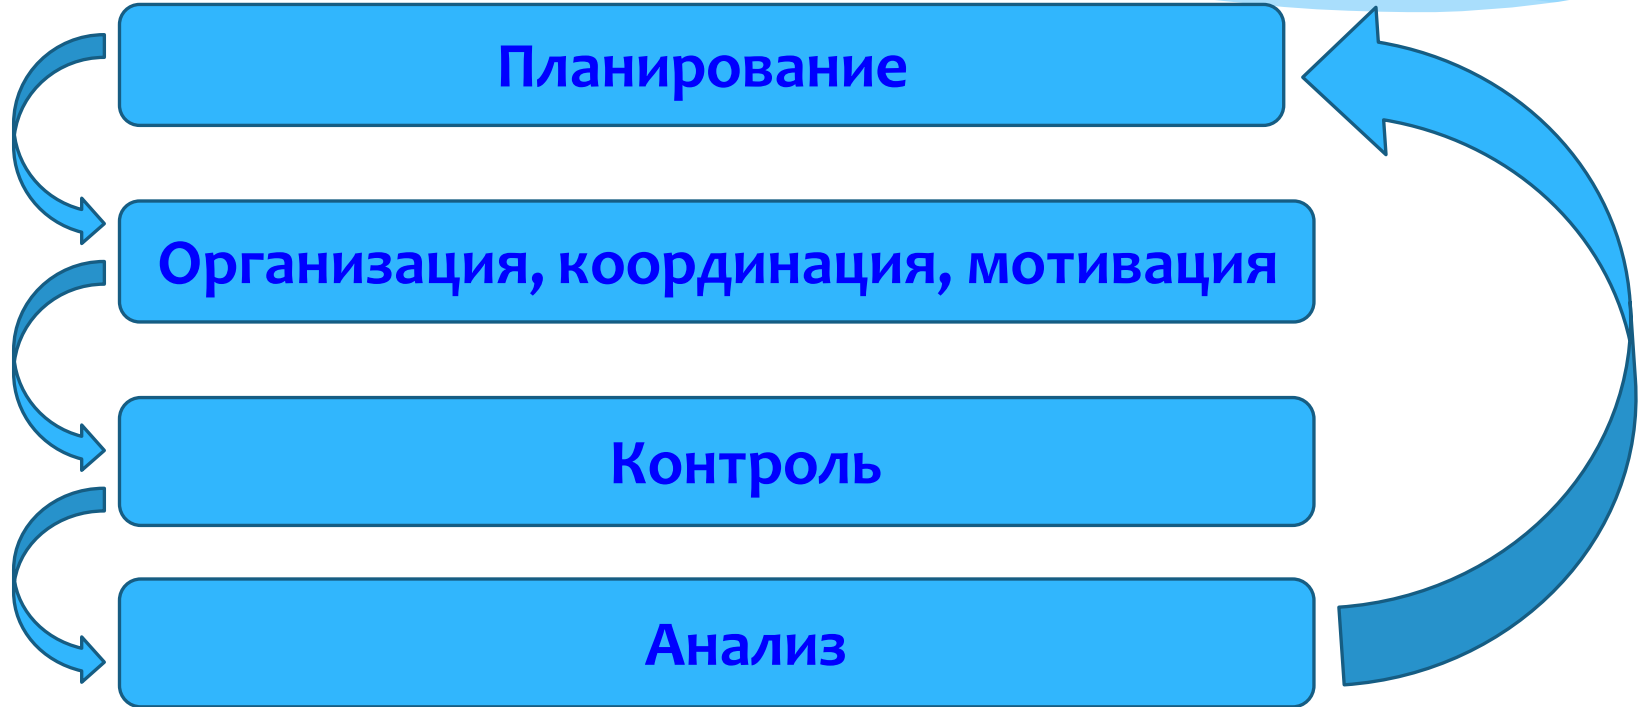 Планирование
Организация, координация, мотивация
Контроль
Анализ